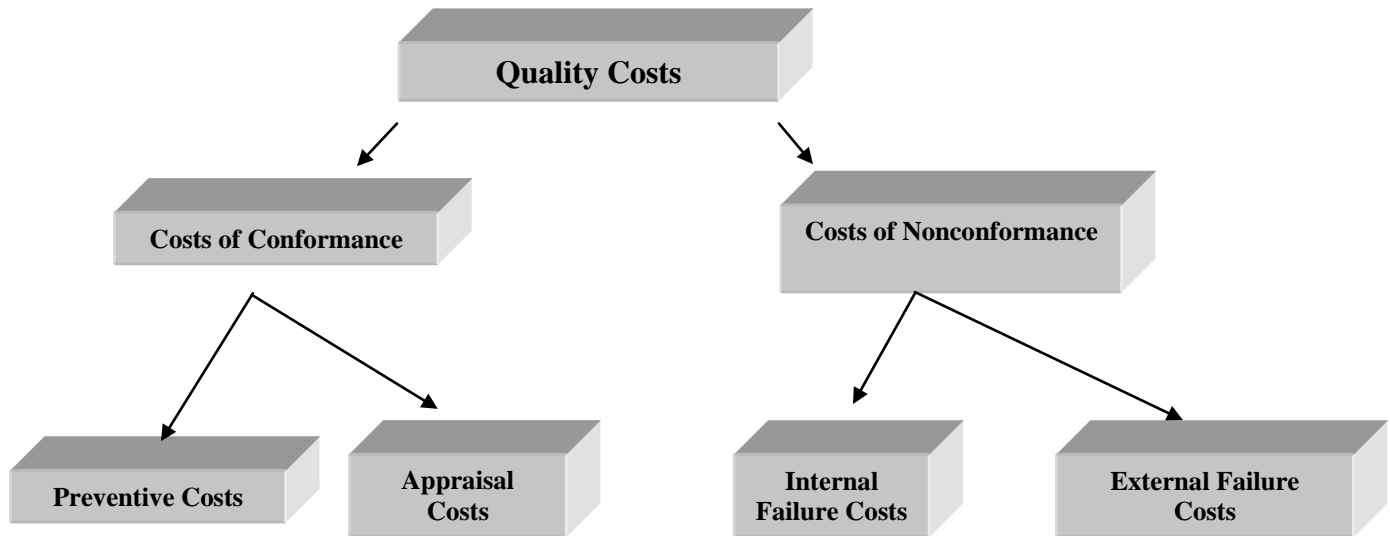 Quality Costs
Costs of Conformance
Costs of Nonconformance
Preventive Costs
Appraisal
Costs
Internal
Failure Costs
External Failure
Costs